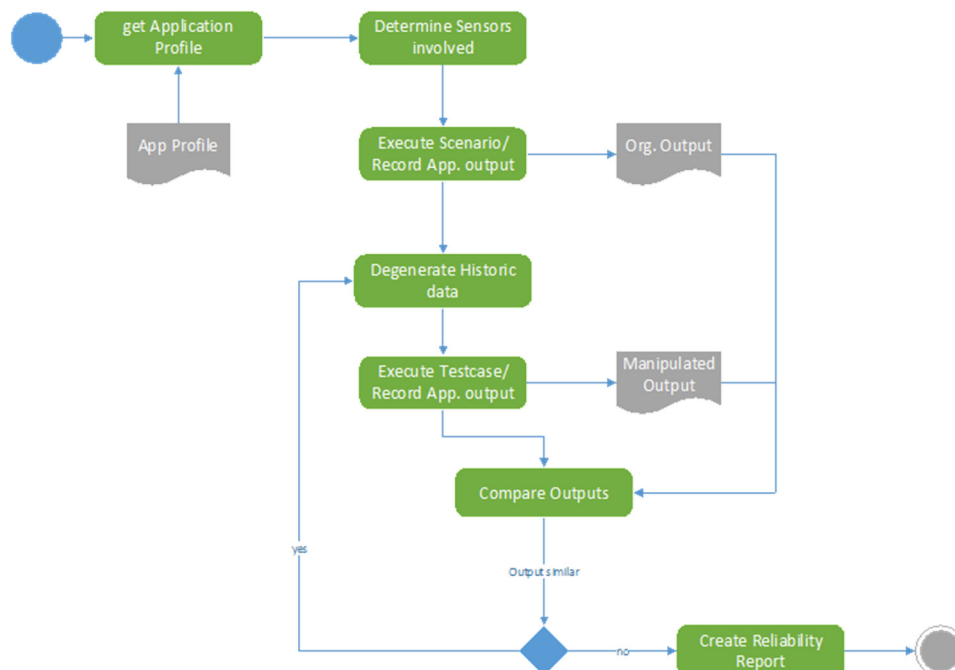 get Application
Profile
Determine Sensors
involved
App Profile
Execute Scenario/
Record App. output
Org. Output
Degenerate Historic
data
Execute Testcase/
Record App. output
Manipulated
Output
Compare Outputs
yes
Output similar
no
Create Reliability
Report